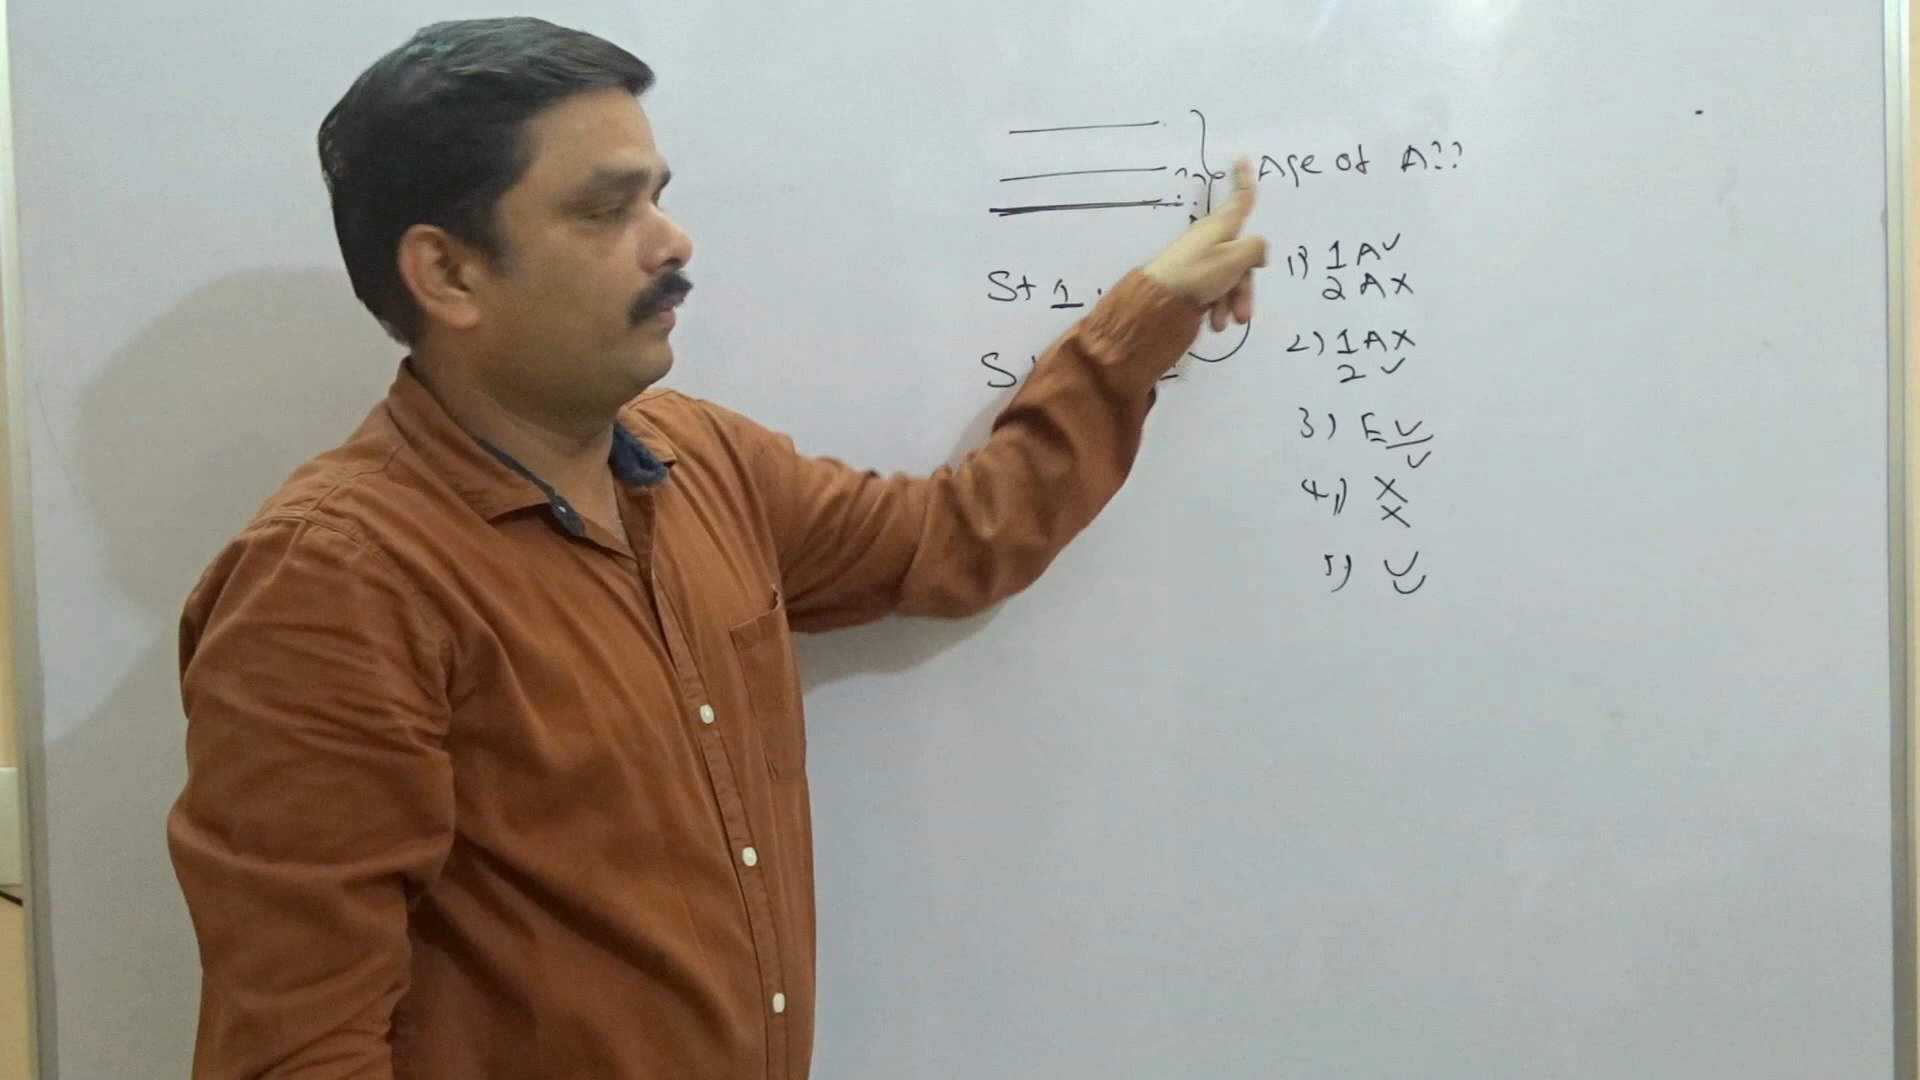 Age of A??
St 1.
1) 1 A✓
2 A X
2) 1 A X
2 ✓
3) E ✓
✓
4) X
X
5) ✓
✓